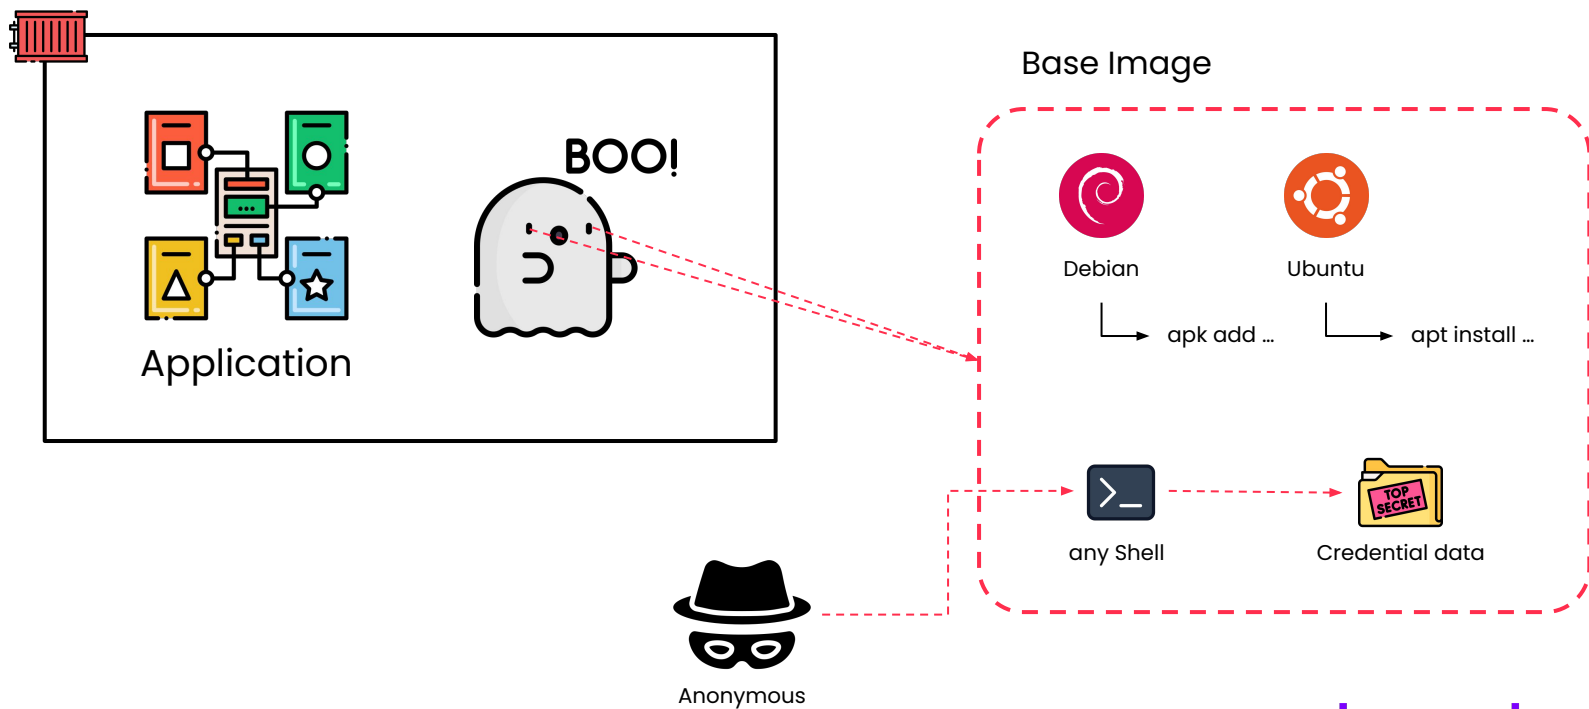 Base Image
BOO!
Debian
Ubuntu
apk add ...
apt install ...
Application
TOP
SECRET
any Shell
Credential data
Anonymous